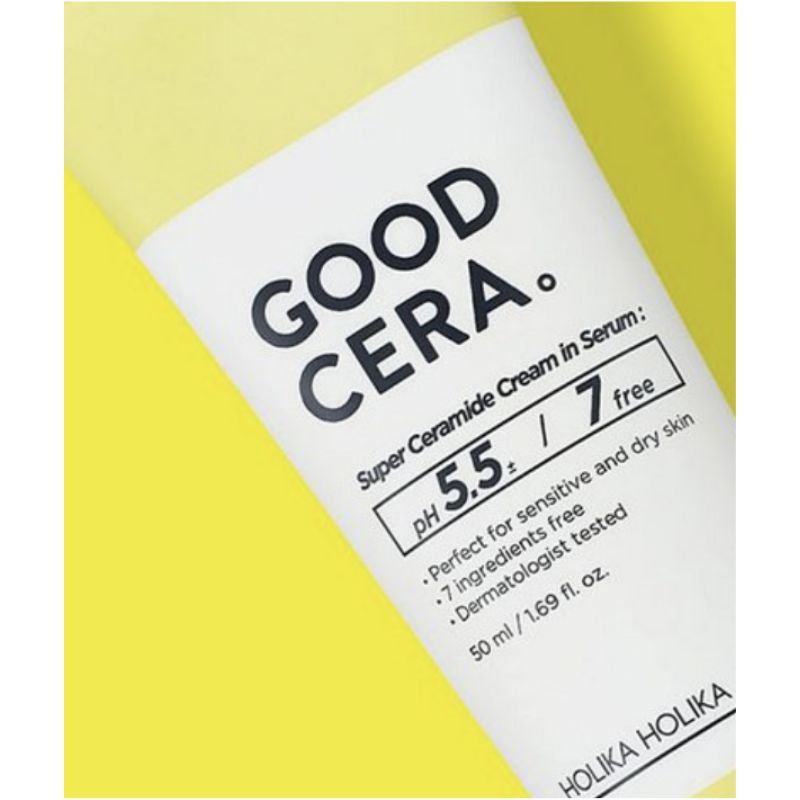 GOOD
CERA.
Super Ceramide Cream in Serum:
pH 5.5± / 7 free
• Perfect for sensitive and dry skin
• 7 ingredients free
• Dermatologist tested
50 ml / 1.69 fl. oz.
HOLIKA HOLIKA